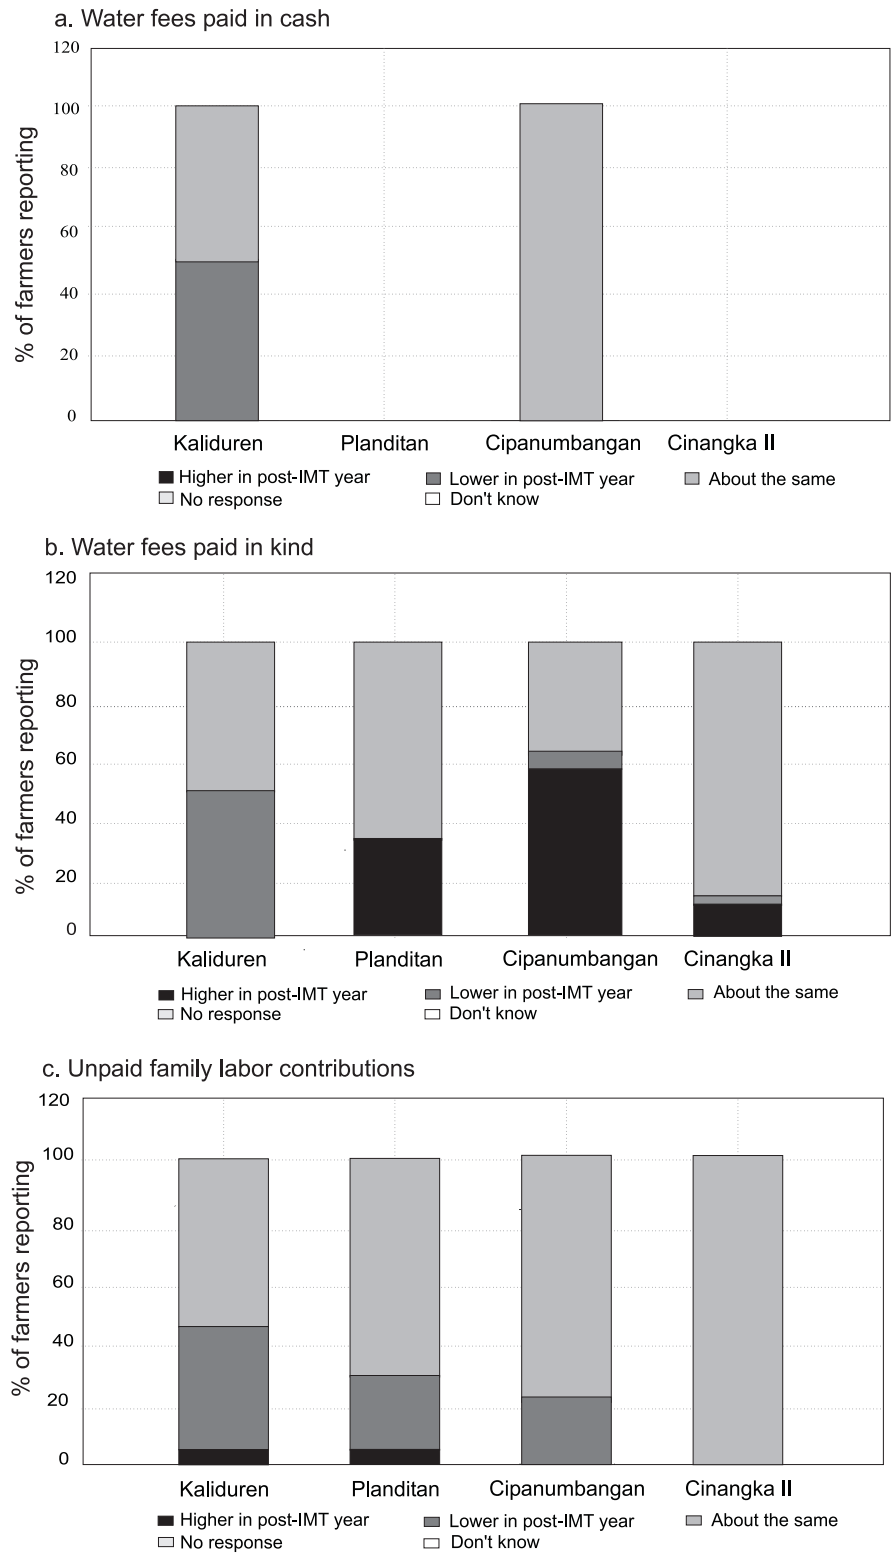 a. Water fees paid in cash
120
100
80
60
40
20
0
% of farmers reporting
Kaliduren Planditan Cipanumbangan Cinangka II
Higher in post-IMT year Lower in post-IMT year About the same
No response Don't know
b. Water fees paid in kind
120
100
80
60
40
20
0
% of farmers reporting
Kaliduren Planditan Cipanumbangan Cinangka II
Higher in post-IMT year Lower in post-IMT year About the same
No response Don't know
c. Unpaid family labor contributions
120
100
80
60
40
20
0
% of farmers reporting
Kaliduren Planditan Cipanumbangan Cinangka II
Higher in post-IMT year Lower in post-IMT year About the same
No response Don't know